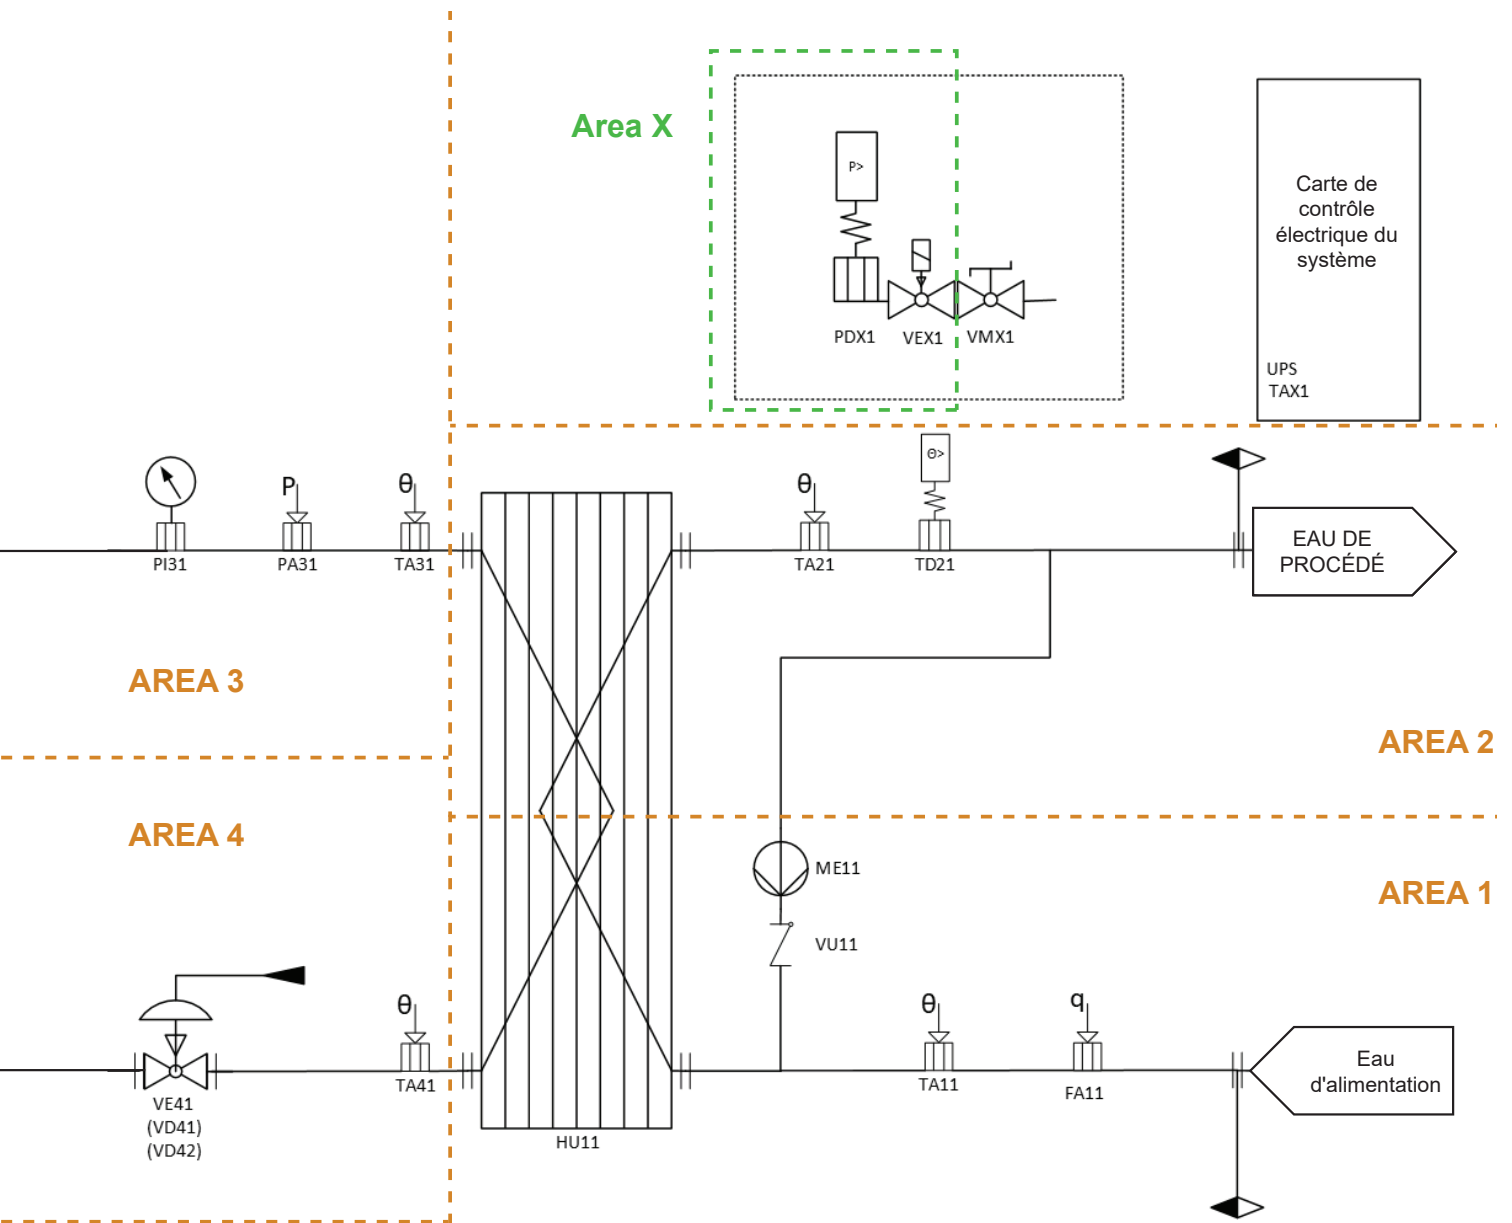 Area X
P>
PDX1
VEX1
VMX1
Carte de
contrôle
électrique du
système
UPS
TAX1
PI31
P
PA31
θ
TA31
θ
TA21
Θ>
TD21
EAU DE
PROCÉDÉ
AREA 3
AREA 2
AREA 4
AREA 1
ME11
VU11
VE41
(VD41)
(VD42)
θ
TA41
HU11
θ
TA11
q
FA11
Eau
d'alimentation